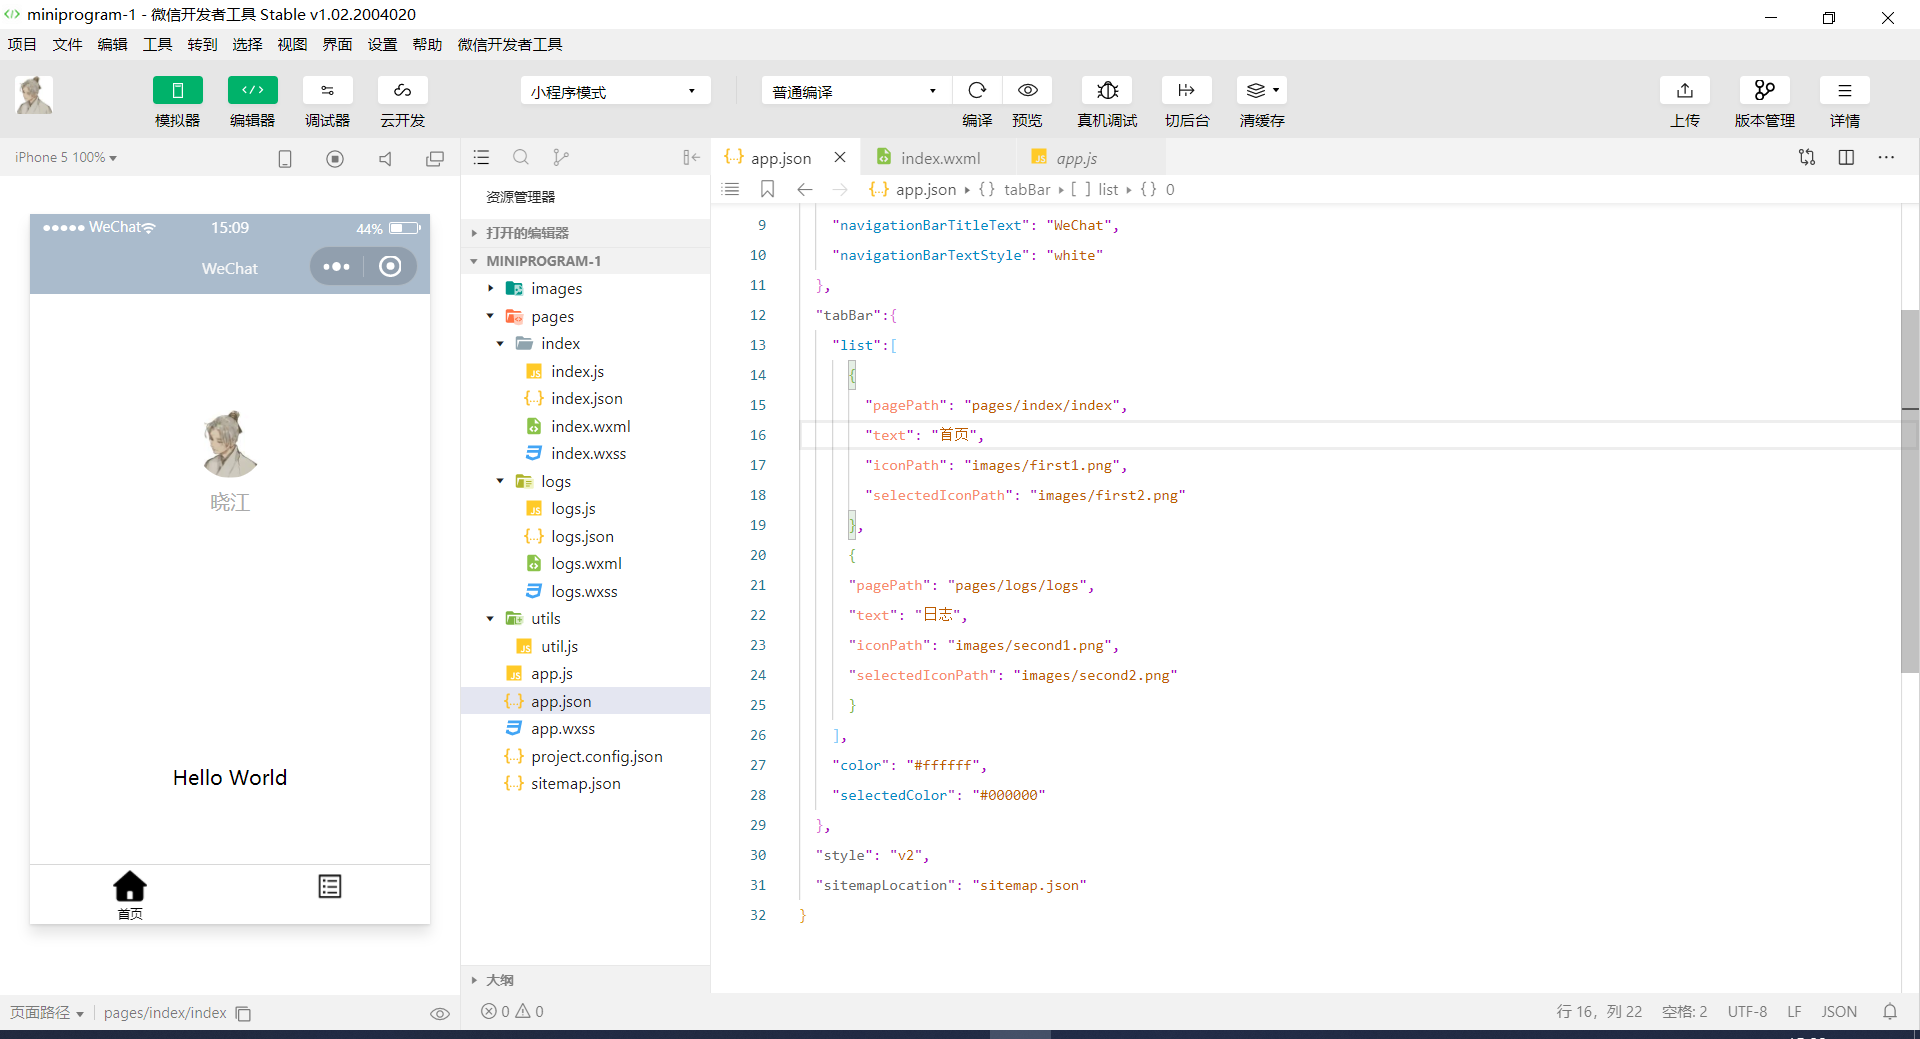 miniprogram-1 - 微信开发者工具 Stable v1.02.2004020
项目 文件 编辑 工具 转到 选择 视图 界面 设置 帮助 微信开发者工具
小程序模式 普通编译
模拟器 编辑器 调试器 云开发 编译 预览 真机调试 切后台 清缓存 上传 版本管理 详情
iPhone 5 100%
WeChat 15:09 44%
WeChat
晓江
Hello World
首页
页面路径 pages/index/index
资源管理器
打开的编辑器
MINIPROGRAM-1
images
pages
index
index.js
index.json
index.wxml
index.wxss
logs
logs.js
logs.json
logs.wxml
logs.wxss
utils
util.js
app.js
app.json
app.wxss
project.config.json
sitemap.json
大纲
0 0
app.json index.wxml app.js
app.json {} tabBar [ ] list {} 0
9 "navigationBarTitleText": "WeChat",
10 "navigationBarTextStyle": "white"
11 },
12 "tabBar":{
13 "list":[
14 {
15 "pagePath": "pages/index/index",
16 "text": "首页",
17 "iconPath": "images/first1.png",
18 "selectedIconPath": "images/first2.png"
19 },
20 {
21 "pagePath": "pages/logs/logs",
22 "text": "日志",
23 "iconPath": "images/second1.png",
24 "selectedIconPath": "images/second2.png"
25 }
26 ],
27 "color": "#ffffff",
28 "selectedColor": "#000000"
29 },
30 "style": "v2",
31 "sitemapLocation": "sitemap.json"
32 }
行 16，列 22 空格: 2 UTF-8 LF JSON